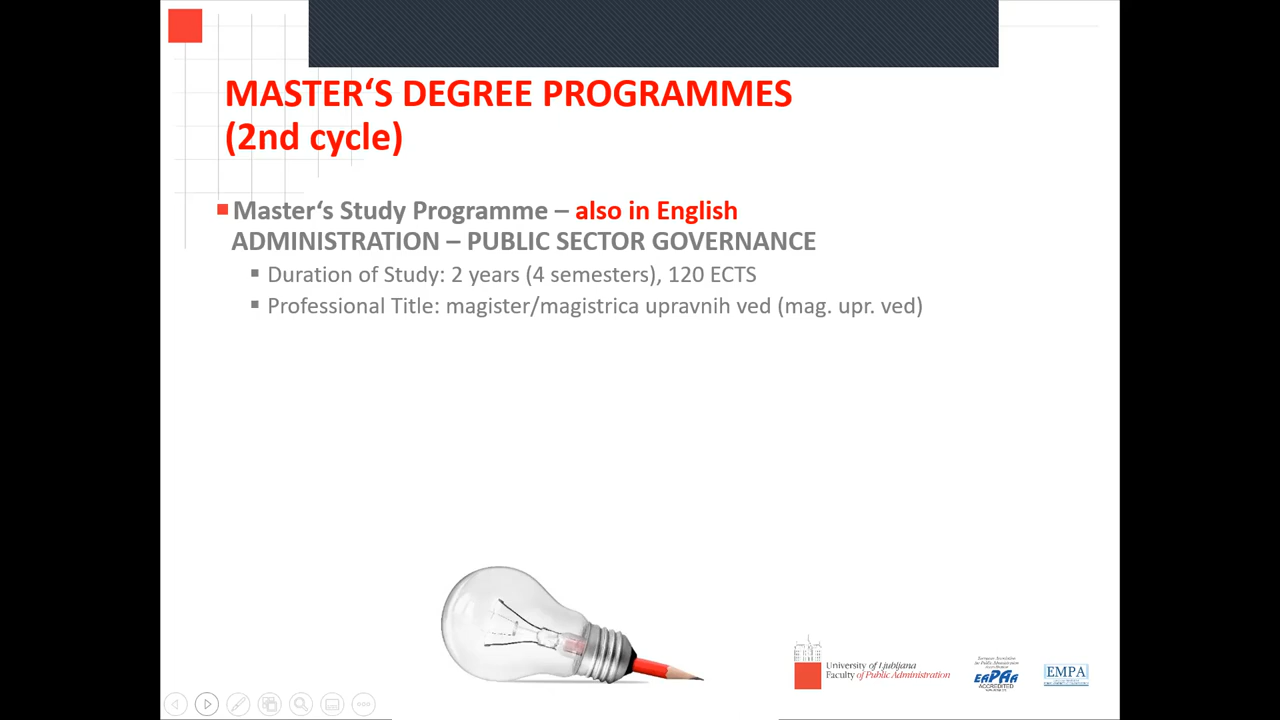 MASTER‘S DEGREE PROGRAMMES
(2nd cycle)
Master‘s Study Programme – also in English
ADMINISTRATION – PUBLIC SECTOR GOVERNANCE
Duration of Study: 2 years (4 semesters), 120 ECTS
Professional Title: magister/magistrica upravnih ved (mag. upr. ved)
University of Ljubljana
Faculty of Public Administration
EAPAA
ACCREDITED
EMPA